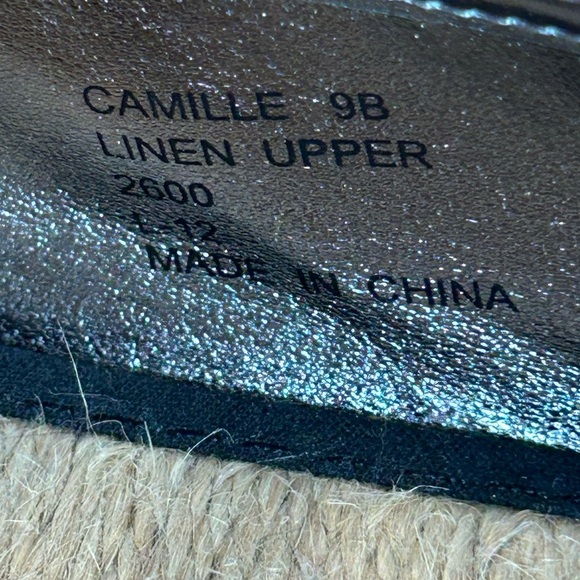 CAMILLE 9B
LINEN UPPER
2600
L-12
MADE IN CHINA